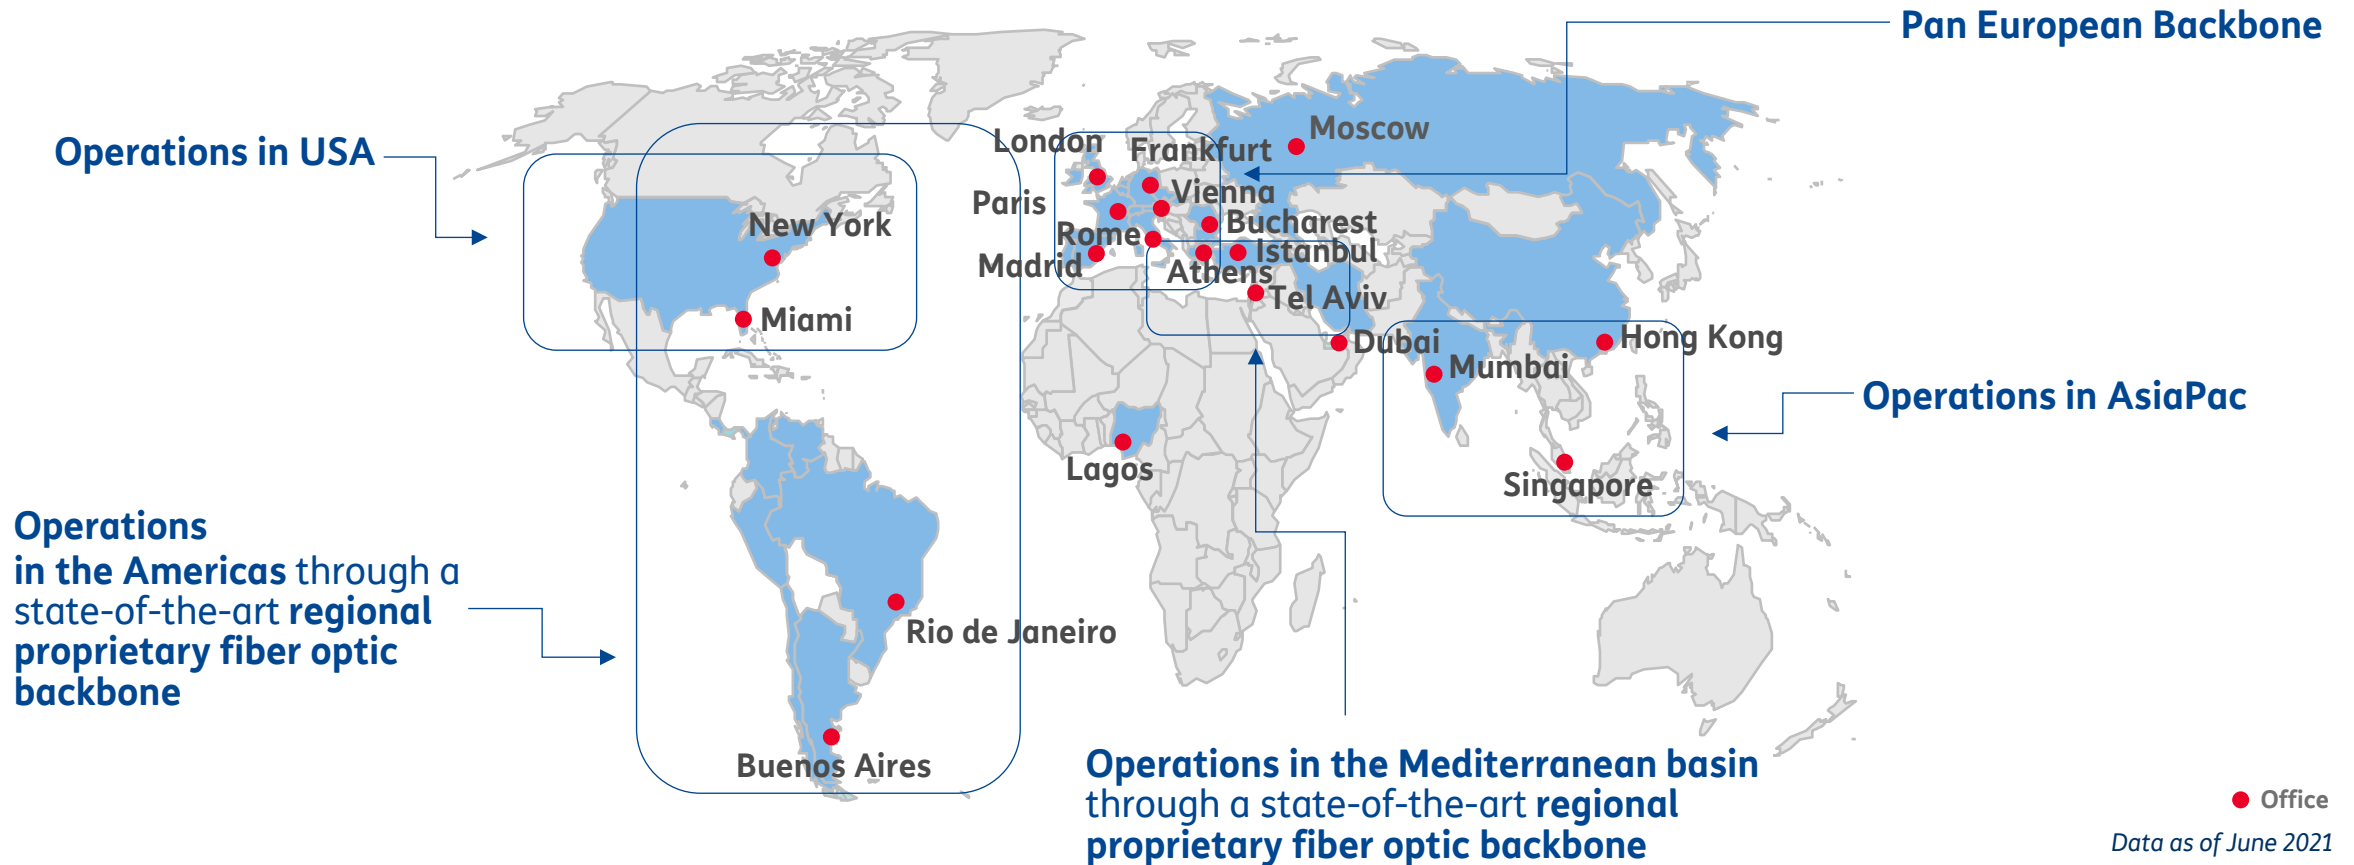 Pan European Backbone
Operations in USA
London
Frankfurt
Moscow
Paris
Vienna
New York
Rome
Bucharest
Madrid
Istanbul
Athens
Tel Aviv
Miami
Dubai
Hong Kong
Mumbai
Operations in AsiaPac
Lagos
Singapore
Operations
in the Americas through a
state-of-the-art regional
proprietary fiber optic
backbone
Rio de Janeiro
Buenos Aires
Operations in the Mediterranean basin
through a state-of-the-art regional
proprietary fiber optic backbone
Office
Data as of June 2021